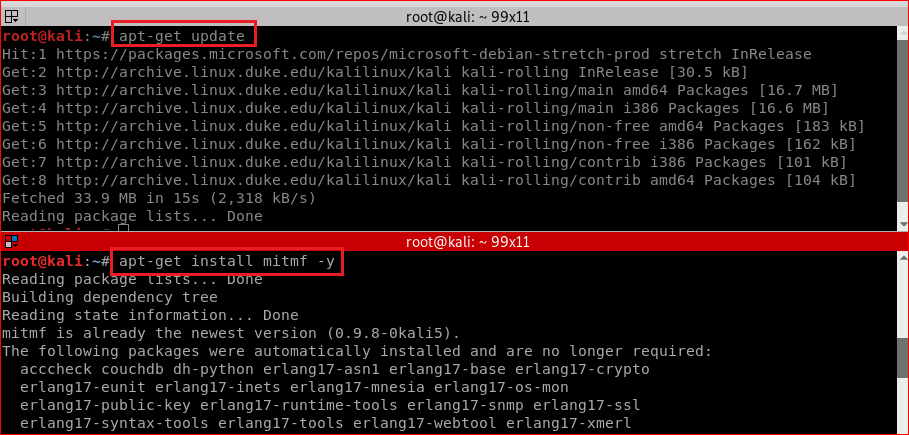 root@kali: ~ 99x11
root@kali:~# apt-get update
Hit:1 https://packages.microsoft.com/repos/microsoft-debian-stretch-prod stretch InRelease
Get:2 http://archive.linux.duke.edu/kalilinux/kali kali-rolling InRelease [30.5 kB]
Get:3 http://archive.linux.duke.edu/kalilinux/kali kali-rolling/main amd64 Packages [16.7 MB]
Get:4 http://archive.linux.duke.edu/kalilinux/kali kali-rolling/main i386 Packages [16.6 MB]
Get:5 http://archive.linux.duke.edu/kalilinux/kali kali-rolling/non-free amd64 Packages [183 kB]
Get:6 http://archive.linux.duke.edu/kalilinux/kali kali-rolling/non-free i386 Packages [162 kB]
Get:7 http://archive.linux.duke.edu/kalilinux/kali kali-rolling/contrib i386 Packages [101 kB]
Get:8 http://archive.linux.duke.edu/kalilinux/kali kali-rolling/contrib amd64 Packages [104 kB]
Fetched 33.9 MB in 15s (2,318 kB/s)
Reading package lists... Done
root@kali:~#
root@kali: ~ 99x11
root@kali:~# apt-get install mitmf -y
Reading package lists... Done
Building dependency tree
Reading state information... Done
mitmf is already the newest version (0.9.8-0kali5).
The following packages were automatically installed and are no longer required:
acccheck couchdb dh-python erlang17-asn1 erlang17-base erlang17-crypto
erlang17-eunit erlang17-inets erlang17-mnesia erlang17-os-mon
erlang17-public-key erlang17-runtime-tools erlang17-snmp erlang17-ssl
erlang17-syntax-tools erlang17-tools erlang17-webtool erlang17-xmerl